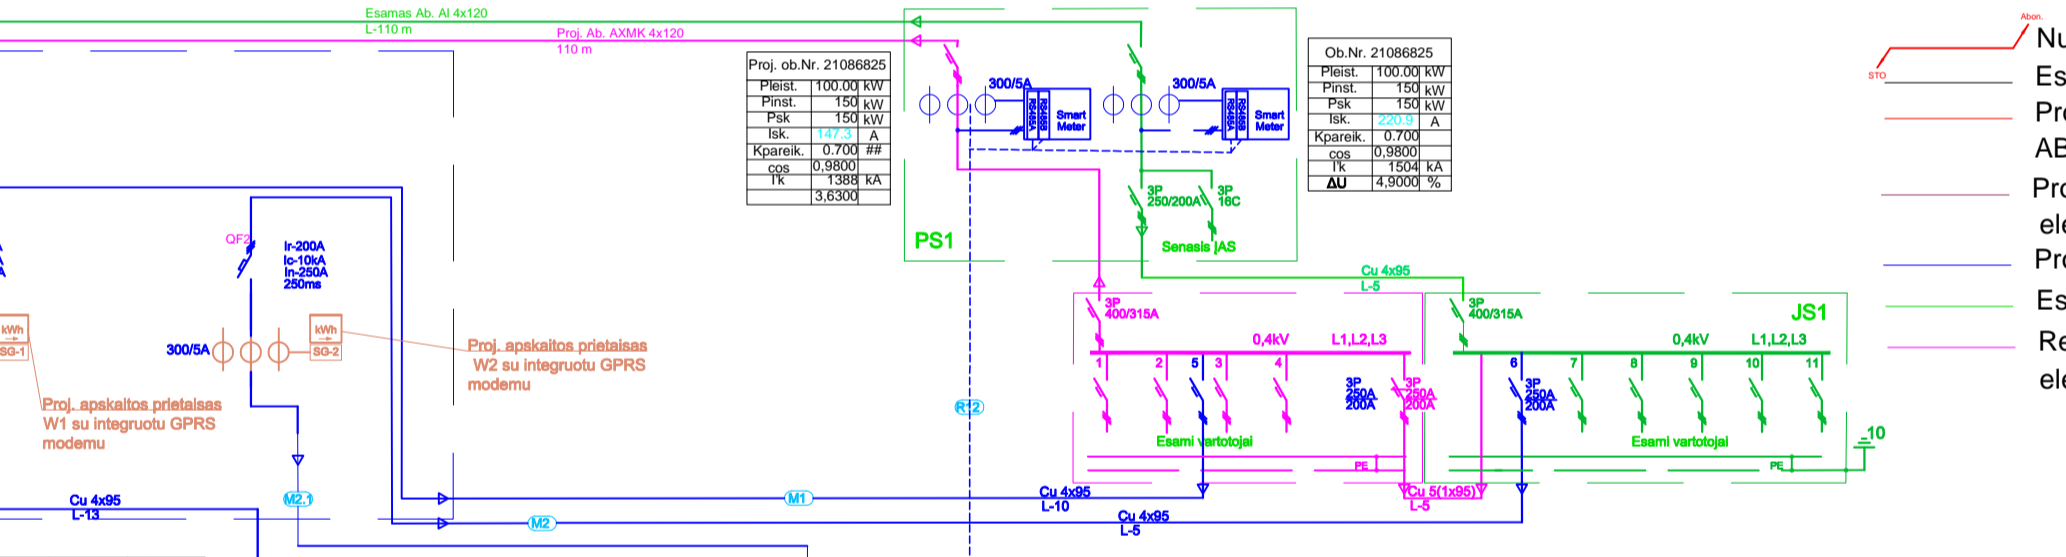 Esamas Ab. Al 4x120
L-110 m
Proj. Ab. AXMK 4x120
110 m
Proj. ob.Nr. 21086825
Pleist. 100.00 kW
Pinst. 150 kW
Psk 150 kW
Isk. 147.3 A
Kpareik. 0.700 ##
cos 0,9800
I'k 1388 kA
3,6300
300/5A
RS485A
RS485B
Smart
Meter
300/5A
RS485A
RS485B
Smart
Meter
3P
250/200A
3P
16C
PS1
Senasis ĮAS
Ob.Nr. 21086825
Pleist. 100.00 kW
Pinst. 150 kW
Psk 150 kW
Isk. 220.9 A
Kpareik. 0.700
cos 0,9800
I'k 1504 kA
ΔU 4,9000 %
Abon.
STO
Nu
Es
Pro
AB
Pro
ele
Pro
Es
Re
ele
QF2
Ir-200A
Ic-10kA
In-250A
250ms
kWh
SG-1
300/5A
kWh
SG-2
Proj. apskaitos prietaisas
W2 su integruotu GPRS
modemu
Proj. apskaitos prietaisas
W1 su integruotu GPRS
modemu
Cu 4x95
L-5
3P
400/315A
0,4kV L1,L2,L3
1 2 5 3 4
3P
250A
200A
3P
250A
200A
Esami vartotojai
PE
3P
400/315A
JS1
0,4kV L1,L2,L3
6 7 8 9 10 11
3P
250A
200A
Esami vartotojai
PE
10
R12
Cu 4x95
L-13
M2.1
M1
Cu 4x95
L-10
Cu 5(1x95)
L-5
M2
Cu 4x95
L-5